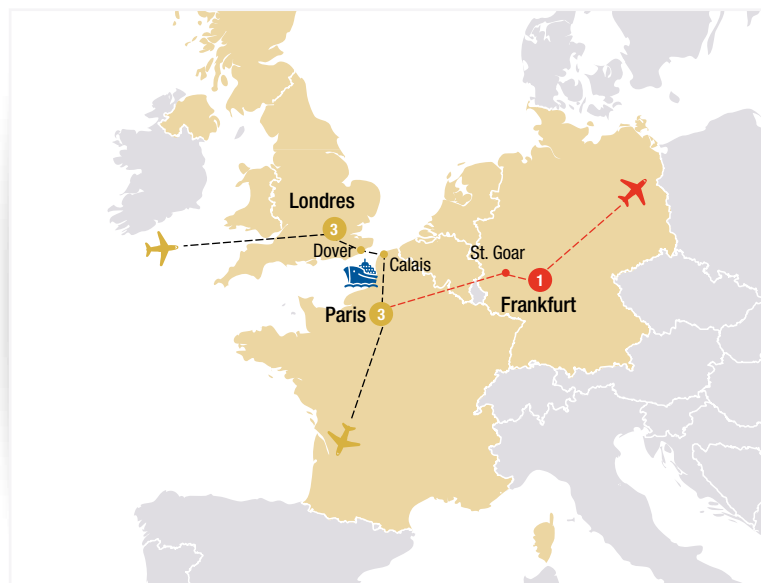 Londres
3
Dover
Calais
St. Goar
1
Frankfurt
Paris 3